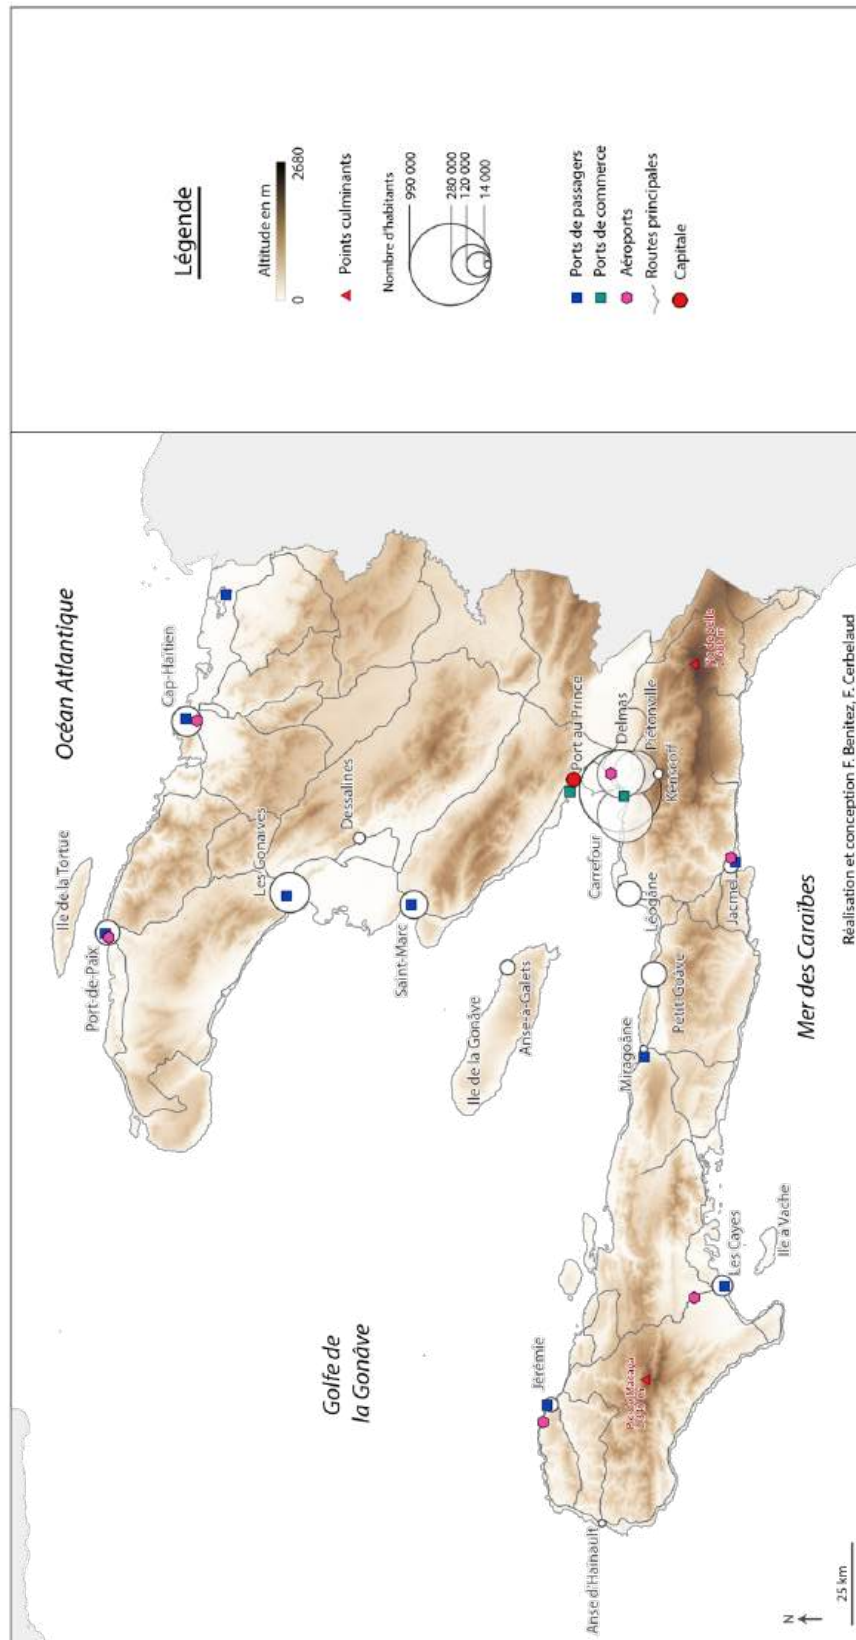 Légende
Altitude en m
0
2680
Points culminants
Nombre d'habitants
990 000
280 000
120 000
14 000
Ports de passagers
Ports de commerce
Aéroports
Routes principales
Capitale
Océan Atlantique
Ile de la Tortue
Port-de-Paix
Cap-Haïtien
Les Gonaïves
Dessalines
Saint-Marc
Golfe de
la Gonâve
Ile de la Gonâve
Anse-à-Galets
Port au Prince
Delmas
Pietonville
Kenscoff
Carrefour
Léogâne
Petit Goâve
Miragoâne
Jacmel
Jérémie
Anse d'Hainault
Les Cayes
Ile à Vache
Mer des Caraïbes
N
25 km
Réalisation et conception F. Benitez, F. Cerbelaud